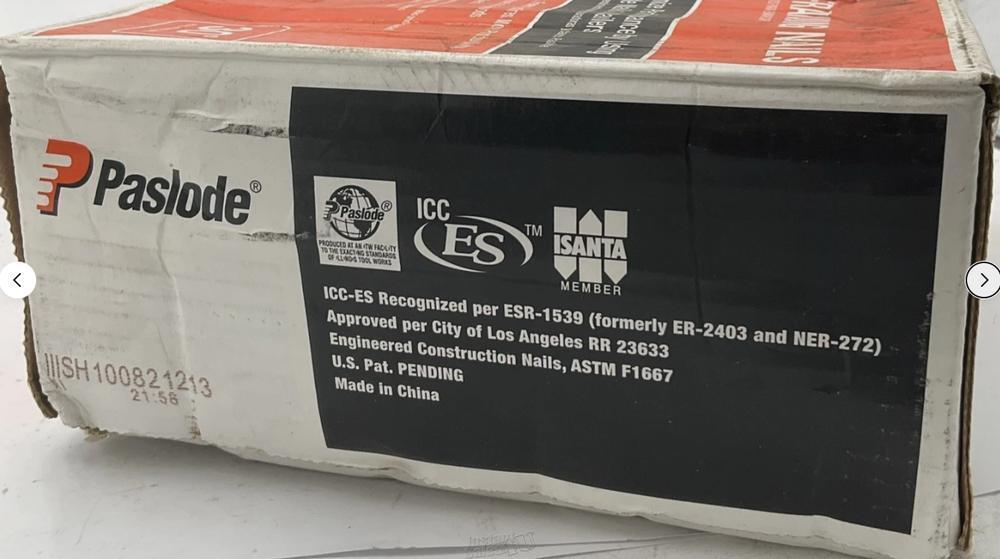 NAILS
Paslode®
Paslode®
PRODUCED AT AN ITW FACILITY
TO THE EXACTING STANDARDS
OF ILLINOIS TOOL WORKS
ICC
ES™
ISANTA
MEMBER
ICC-ES Recognized per ESR-1539 (formerly ER-2403 and NER-272)
Approved per City of Los Angeles RR 23633
Engineered Construction Nails, ASTM F1667
U.S. Pat. PENDING
Made in China
SH100821213
21:58